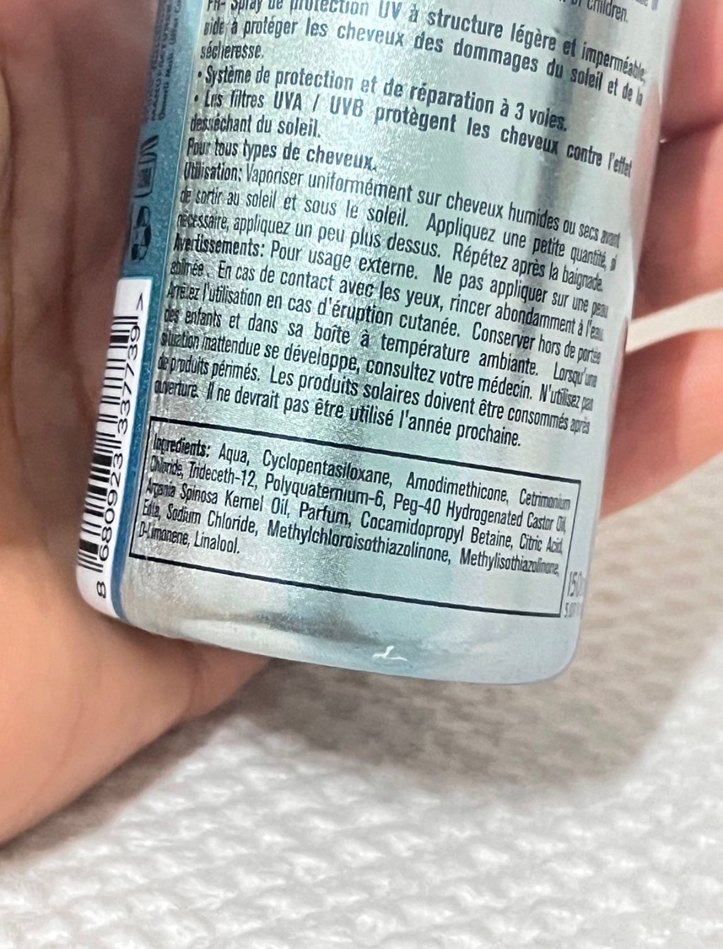 of children.
FR- Spray de protection UV à structure légère et imperméable,
aide à protéger les cheveux des dommages du soleil et de la
sécheresse.
• Système de protection et de réparation à 3 voies.
• Les filtres UVA / UVB protègent les cheveux contre l'effet
desséchant du soleil.
Pour tous types de cheveux.
Utilisation: Vaporiser uniformément sur cheveux humides ou secs avant
de sortir au soleil et sous le soleil. Appliquez une petite quantité, si
nécessaire, appliquez un peu plus dessus. Répétez après la baignade.
Avertissements: Pour usage externe. Ne pas appliquer sur une peau
abîmée. En cas de contact avec les yeux, rincer abondamment à l'eau.
Arrêtez l'utilisation en cas d'éruption cutanée. Conserver hors de portée
des enfants et dans sa boîte à température ambiante. Lorsqu'une
situation inattendue se développe, consultez votre médecin. N'utilisez pas
de produits périmés. Les produits solaires doivent être consommés après
ouverture. Il ne devrait pas être utilisé l'année prochaine.
Ingredients: Aqua, Cyclopentasiloxane, Amodimethicone, Cetrimonium
Chloride, Trideceth-12, Polyquaternium-6, Peg-40 Hydrogenated Castor Oil,
Argania Spinosa Kernel Oil, Parfum, Cocamidopropyl Betaine, Citric Acid,
Edta, Sodium Chloride, Methylchloroisothiazolinone, Methylisothiazolinone,
D-Limonene, Linalool.
150
8 680923 337739 >